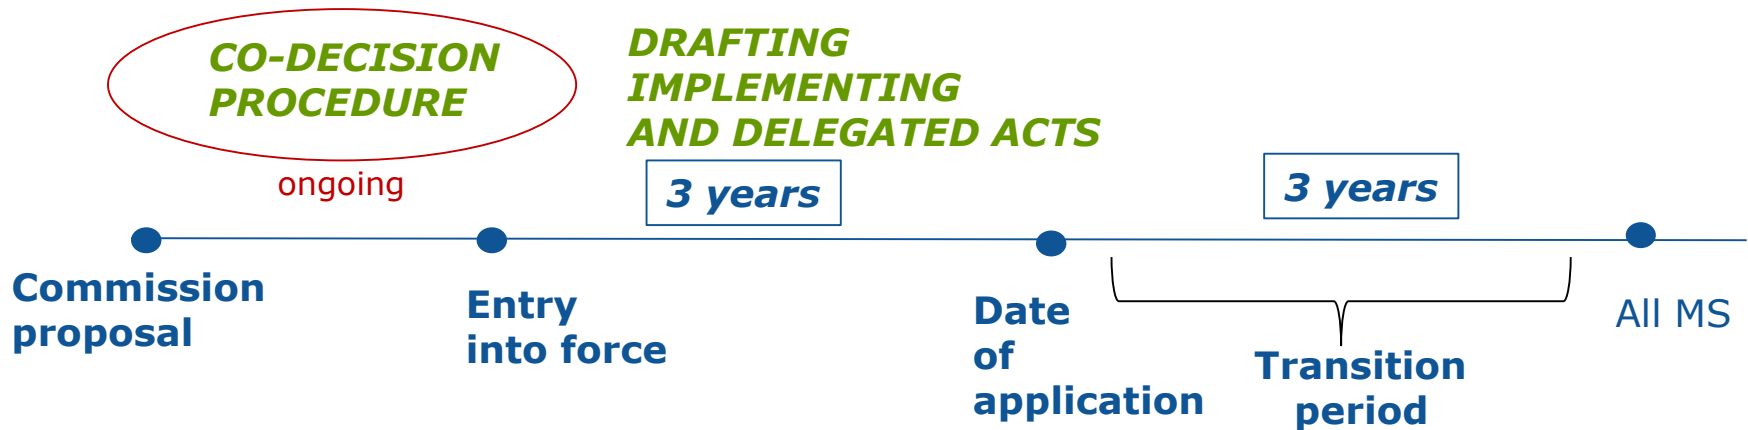 CO-DECISION
PROCEDURE
ongoing
DRAFTING
IMPLEMENTING
AND DELEGATED ACTS
3 years
3 years
Commission
proposal
Entry
into force
Date
of
application
Transition
period
All MS